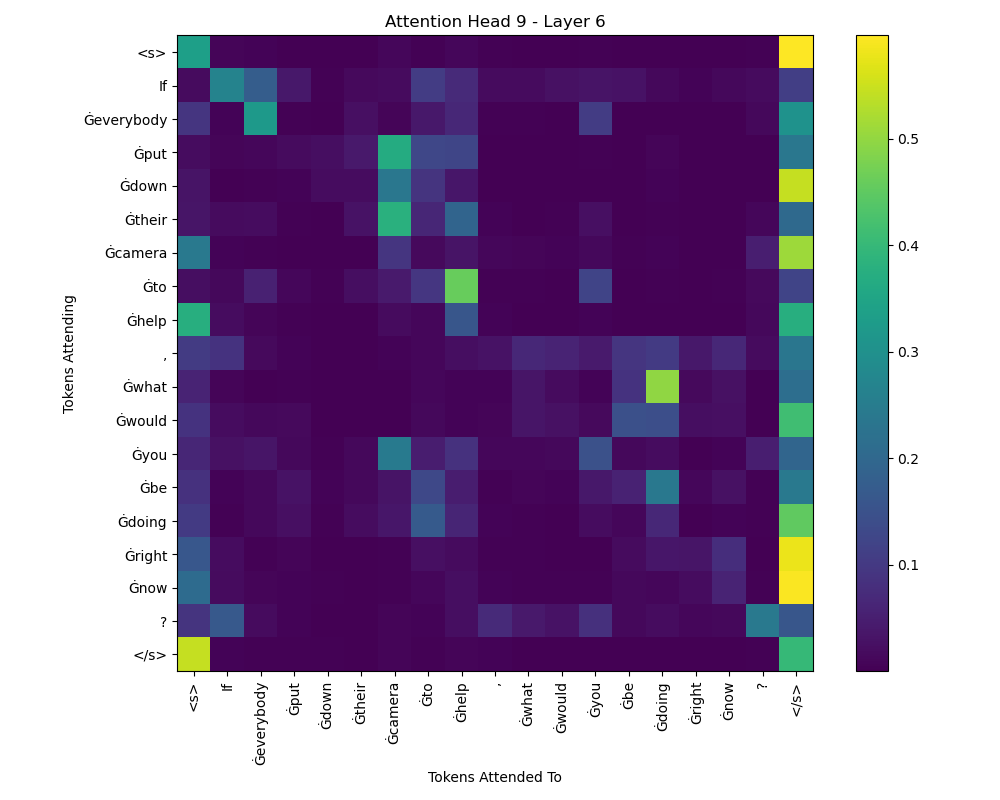 Attention Head 9 - Layer 6
Tokens Attending
<s>
If
Ġeverybody
Ġput
Ġdown
Ġtheir
Ġcamera
Ġto
Ġhelp
,
Ġwhat
Ġwould
Ġyou
Ġbe
Ġdoing
Ġright
Ġnow
?
</s>
<s>
If
Ġeverybody
Ġput
Ġdown
Ġtheir
Ġcamera
Ġto
Ġhelp
,
Ġwhat
Ġwould
Ġyou
Ġbe
Ġdoing
Ġright
Ġnow
?
</s>
Tokens Attended To
0.5
0.4
0.3
0.2
0.1